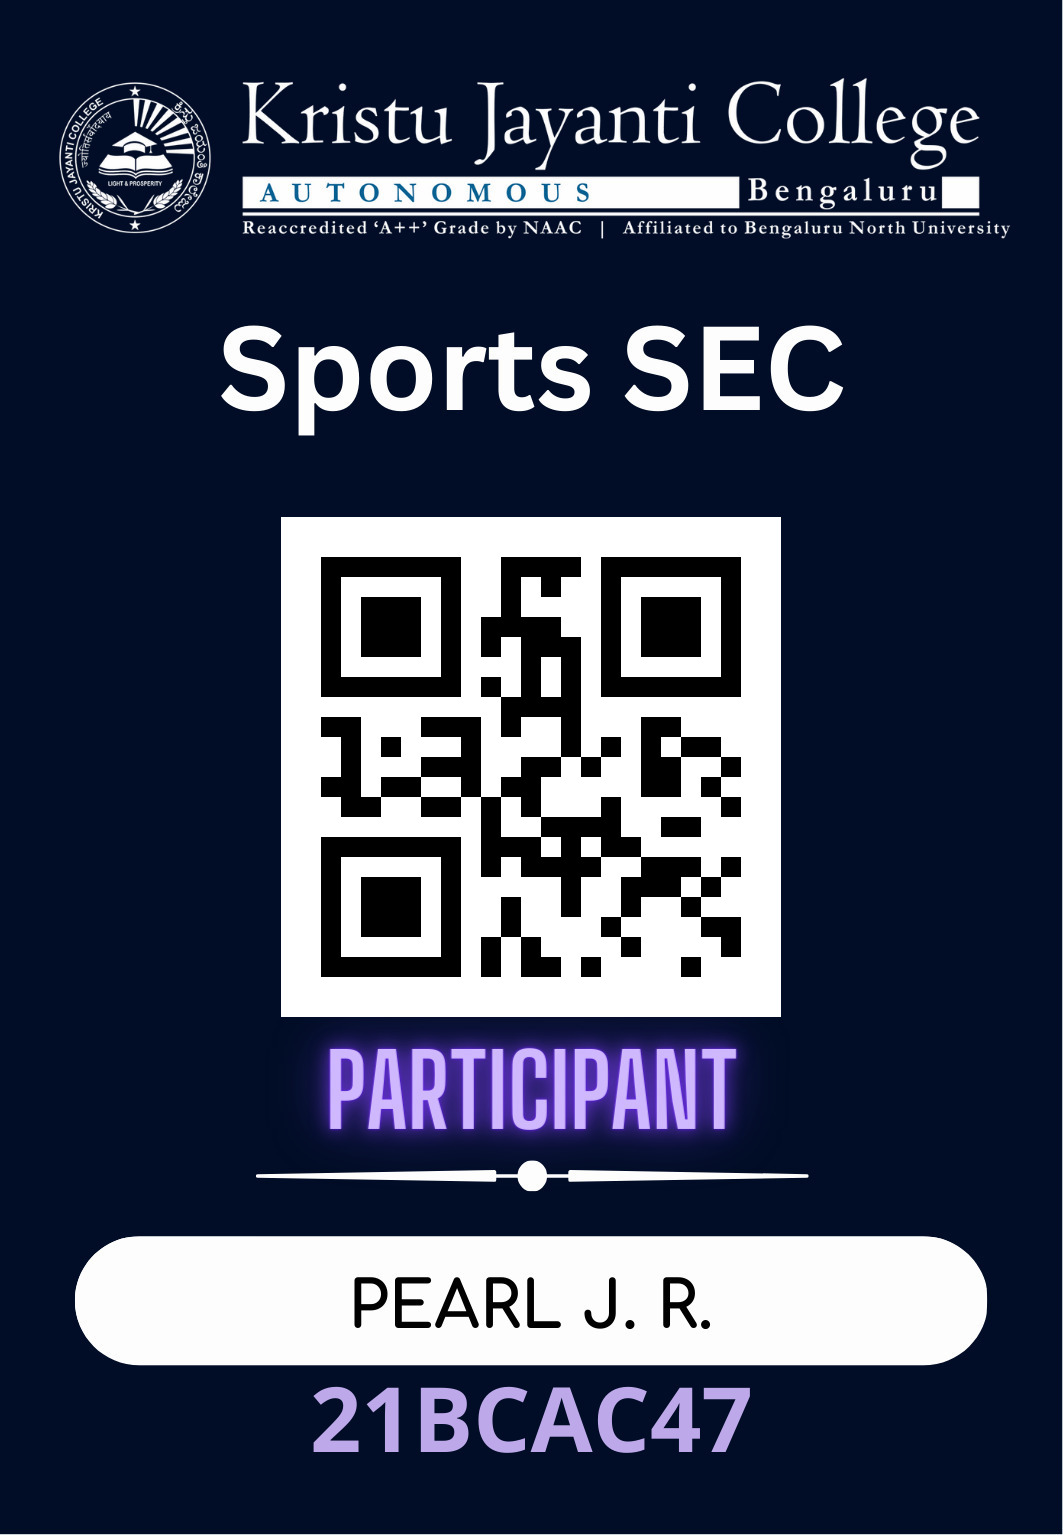 KRISTU JAYANTI COLLEGE
ಕ್ರಿಸ್ತು ಜಯಂತಿ ಕಾಲೇಜು
LIGHT & PROSPERITY
Kristu Jayanti College
AUTONOMOUS Bengaluru
Reaccredited ‘A++’ Grade by NAAC | Affiliated to Bengaluru North University
Sports SEC
PARTICIPANT
PEARL J. R.
21BCAC47